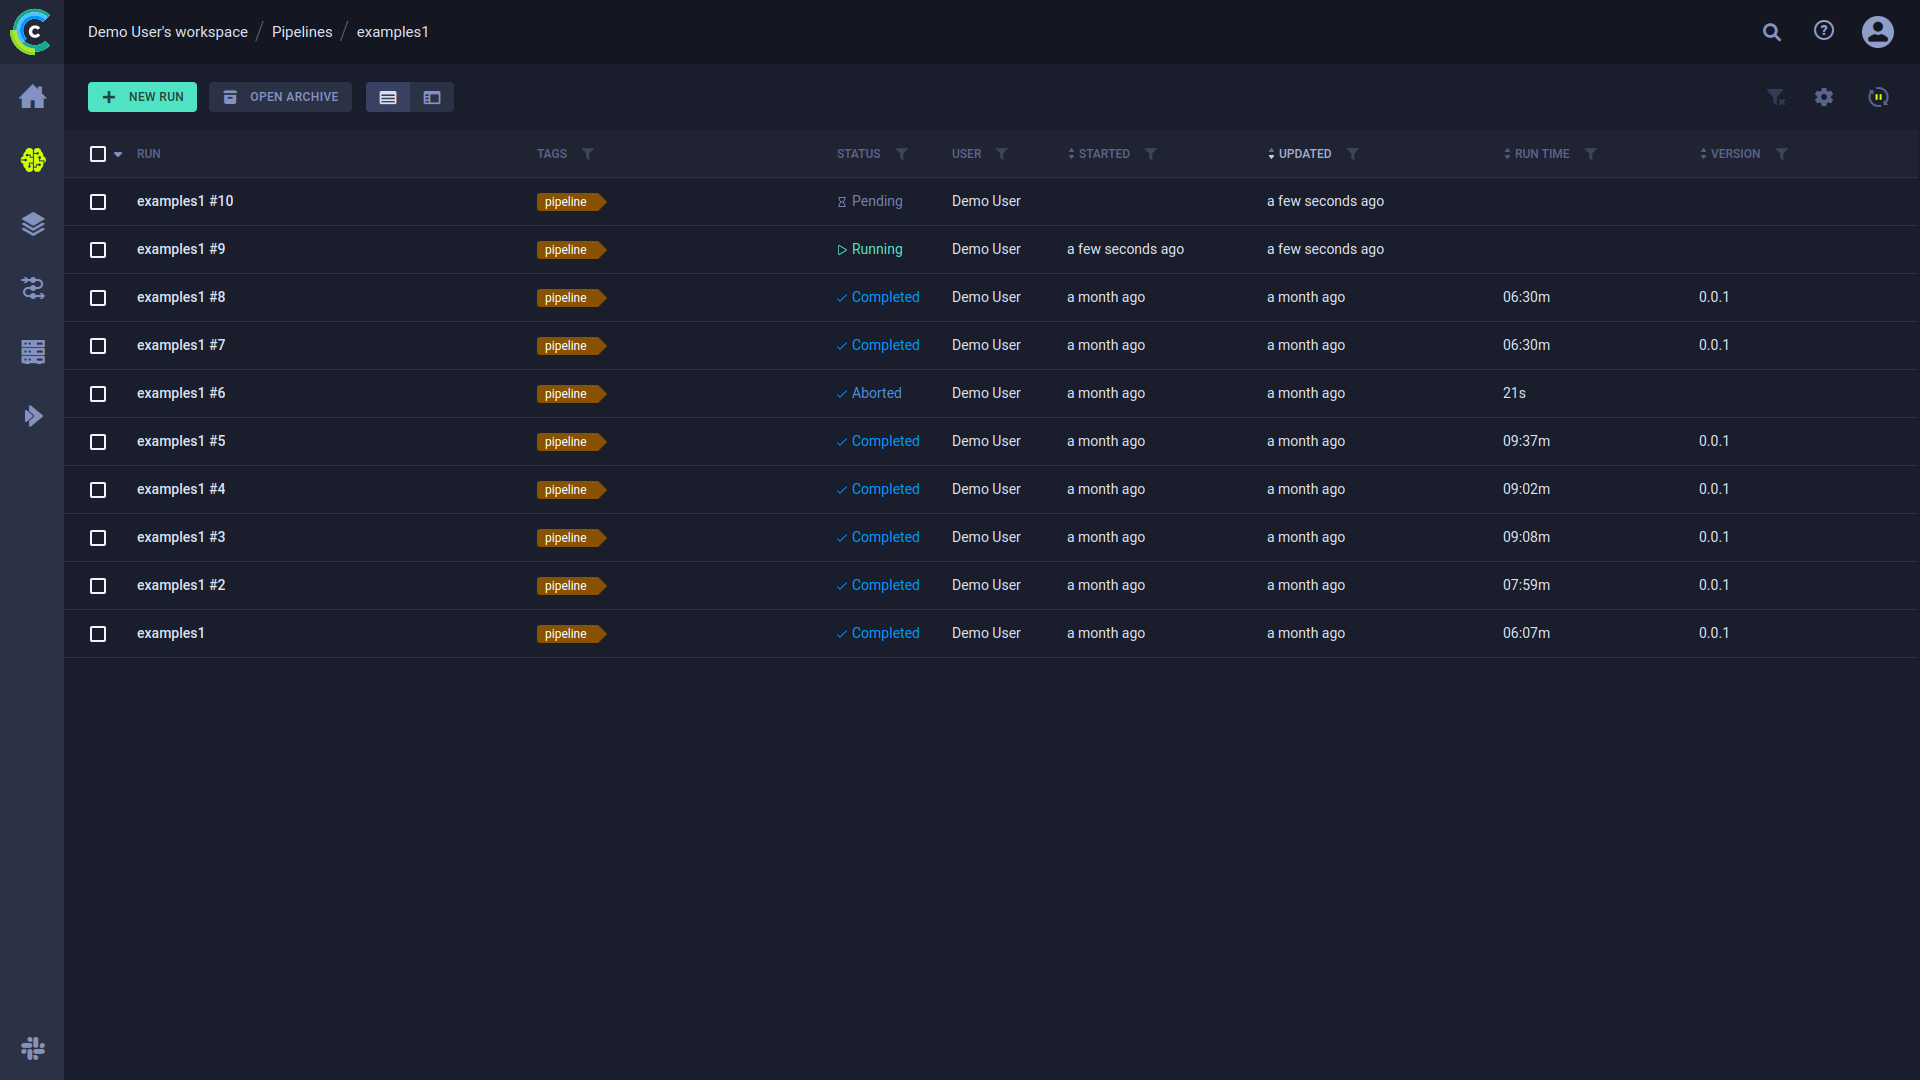 Demo User's workspace / Pipelines / examples1
NEW RUN OPEN ARCHIVE
RUN TAGS STATUS USER STARTED UPDATED RUN TIME VERSION
examples1 #10 pipeline Pending Demo User a few seconds ago
examples1 #9 pipeline Running Demo User a few seconds ago a few seconds ago
examples1 #8 pipeline Completed Demo User a month ago a month ago 06:30m 0.0.1
examples1 #7 pipeline Completed Demo User a month ago a month ago 06:30m 0.0.1
examples1 #6 pipeline Aborted Demo User a month ago a month ago 21s
examples1 #5 pipeline Completed Demo User a month ago a month ago 09:37m 0.0.1
examples1 #4 pipeline Completed Demo User a month ago a month ago 09:02m 0.0.1
examples1 #3 pipeline Completed Demo User a month ago a month ago 09:08m 0.0.1
examples1 #2 pipeline Completed Demo User a month ago a month ago 07:59m 0.0.1
examples1 pipeline Completed Demo User a month ago a month ago 06:07m 0.0.1